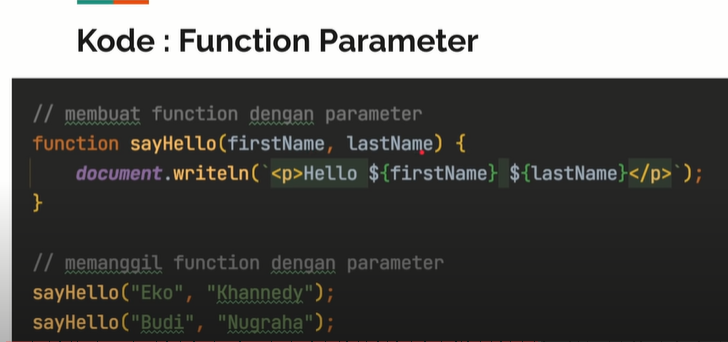 Kode : Function Parameter
// membuat function dengan parameter
function sayHello(firstName, lastName) {
    document.writeln(`<p>Hello ${firstName} ${lastName}</p>`);
}
// memanggil function dengan parameter
sayHello("Eko", "Khannedy");
sayHello("Budi", "Nugraha");